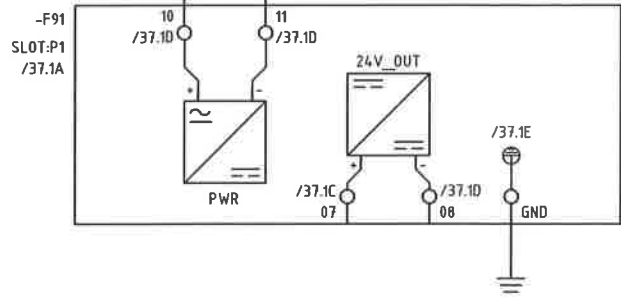 -F91
SLOT:P1
/37.1A
10
11
/37.1D
/37.1D
24V_OUT
+
-
/37.1E
PWR
+
-
/37.1C
/37.1D
07
08
GND